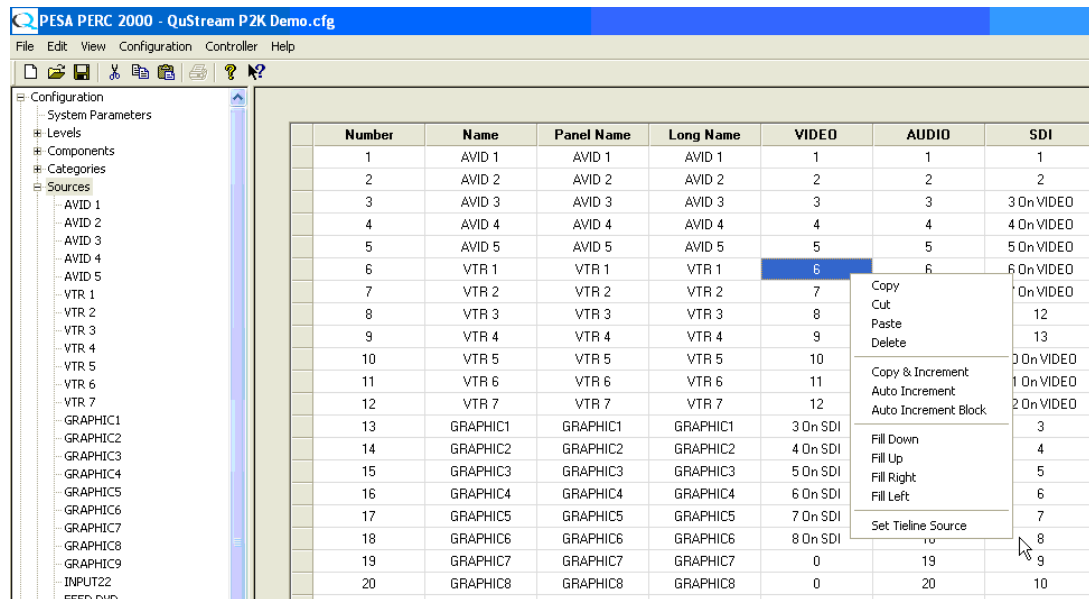 PESA PERC 2000 - QuStream P2K Demo.cfg
File Edit View Configuration Controller Help
Configuration
System Parameters
Levels
Components
Categories
Sources
AVID 1
AVID 2
AVID 3
AVID 4
AVID 5
VTR 1
VTR 2
VTR 3
VTR 4
VTR 5
VTR 6
VTR 7
GRAPHIC1
GRAPHIC2
GRAPHIC3
GRAPHIC4
GRAPHIC5
GRAPHIC6
GRAPHIC7
GRAPHIC8
GRAPHIC9
INPUT22
FEED DVD
Number Name Panel Name Long Name VIDEO AUDIO SDI
1 AVID 1 AVID 1 AVID 1 1 1 1
2 AVID 2 AVID 2 AVID 2 2 2 2
3 AVID 3 AVID 3 AVID 3 3 3 3 On VIDEO
4 AVID 4 AVID 4 AVID 4 4 4 4 On VIDEO
5 AVID 5 AVID 5 AVID 5 5 5 5 On VIDEO
6 VTR 1 VTR 1 VTR 1 6 6 6 On VIDEO
7 VTR 2 VTR 2 VTR 2 7 On VIDEO
8 VTR 3 VTR 3 VTR 3 8 12
9 VTR 4 VTR 4 VTR 4 9 13
10 VTR 5 VTR 5 VTR 5 10 0 On VIDEO
11 VTR 6 VTR 6 VTR 6 11 1 On VIDEO
12 VTR 7 VTR 7 VTR 7 12 2 On VIDEO
13 GRAPHIC1 GRAPHIC1 GRAPHIC1 3 On SDI 3
14 GRAPHIC2 GRAPHIC2 GRAPHIC2 4 On SDI 4
15 GRAPHIC3 GRAPHIC3 GRAPHIC3 5 On SDI 5
16 GRAPHIC4 GRAPHIC4 GRAPHIC4 6 On SDI 6
17 GRAPHIC5 GRAPHIC5 GRAPHIC5 7 On SDI 7
18 GRAPHIC6 GRAPHIC6 GRAPHIC6 8 On SDI 8
19 GRAPHIC7 GRAPHIC7 GRAPHIC7 0 19 9
20 GRAPHIC8 GRAPHIC8 GRAPHIC8 0 20 10
Copy
Cut
Paste
Delete
Copy & Increment
Auto Increment
Auto Increment Block
Fill Down
Fill Up
Fill Right
Fill Left
Set Tieline Source